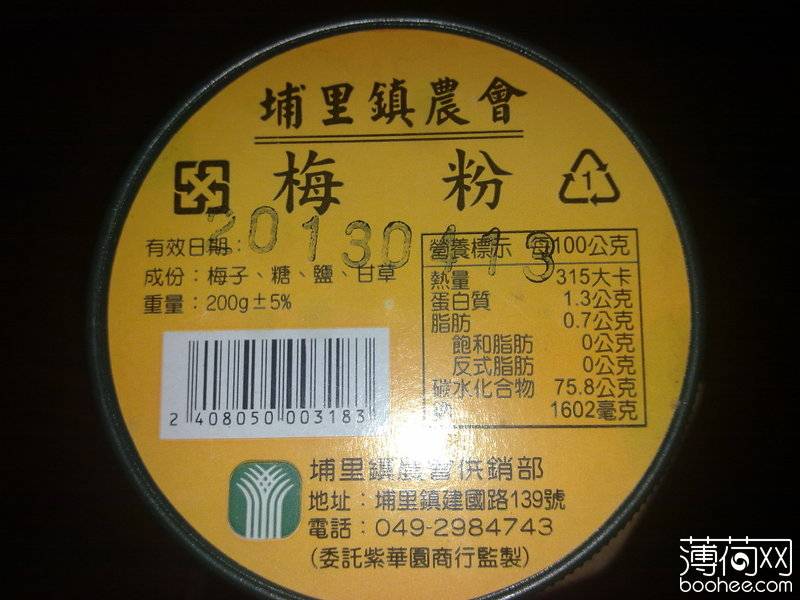 埔里鎮農會
梅 粉
1
有效日期:20130413
成份：梅子、糖、鹽、甘草
重量：200g±5%
營養標示 每100公克
熱量 315大卡
蛋白質 1.3公克
脂肪 0.7公克
飽和脂肪 0公克
反式脂肪 0公克
碳水化合物 75.8公克
鈉 1602毫克
2 408050 003183
埔里鎮農會供銷部
地址：埔里鎮建國路139號
電話：049-2984743
(委託紫華園商行監製)
薄荷网
boohee.com